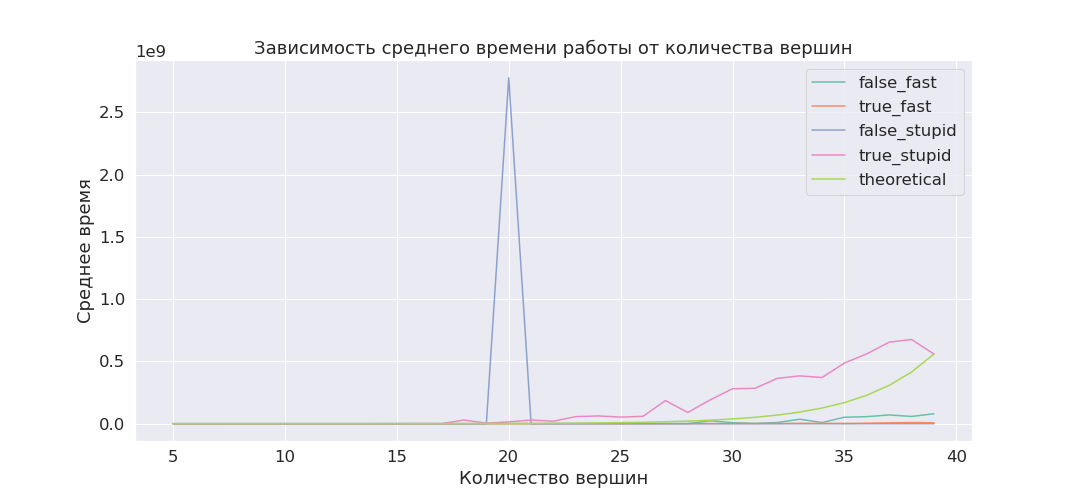 Зависимость среднего времени работы от количества вершин
1e9
2.5
2.0
1.5
1.0
0.5
0.0
Среднее время
false_fast
true_fast
false_stupid
true_stupid
theoretical
5 10 15 20 25 30 35 40
Количество вершин